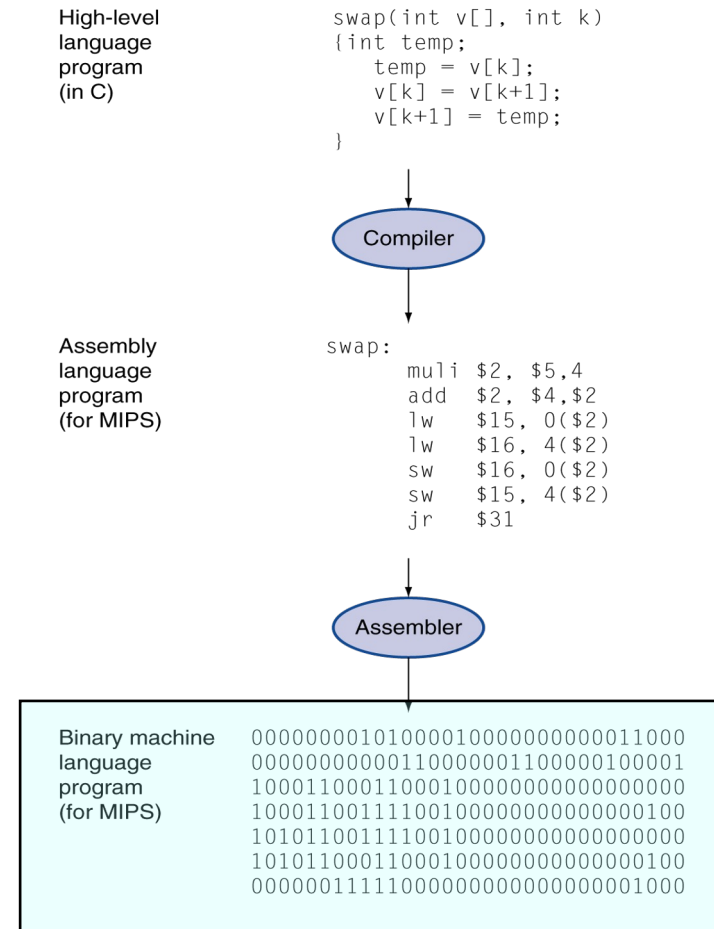 High-level
language
program
(in C)
swap(int v[], int k)
{int temp;
temp = v[k];
v[k] = v[k+1];
v[k+1] = temp;
}
Compiler
Assembly
language
program
(for MIPS)
swap:
muli $2, $5,4
add $2, $4,$2
lw $15, 0($2)
lw $16, 4($2)
sw $16, 0($2)
sw $15, 4($2)
jr $31
Assembler
Binary machine
language
program
(for MIPS)
00000000101000010000000000011000
00000000000110000001100000100001
10001100011000100000000000000000
10001100111100100000000000000100
10101100111100100000000000000000
10101100011000100000000000000100
00000011111000000000000000001000